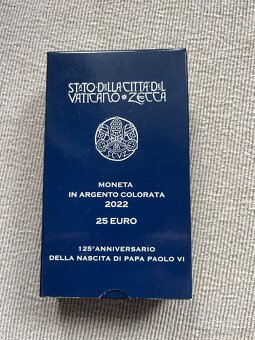 STATO·DELLA CITTÀ·DEL
VATICANO·ZECCA
SCV
MONETA
IN ARGENTO COLORATA
2022
25 EURO
125° ANNIVERSARIO
DELLA NASCITA DI PAPA PAOLO VI